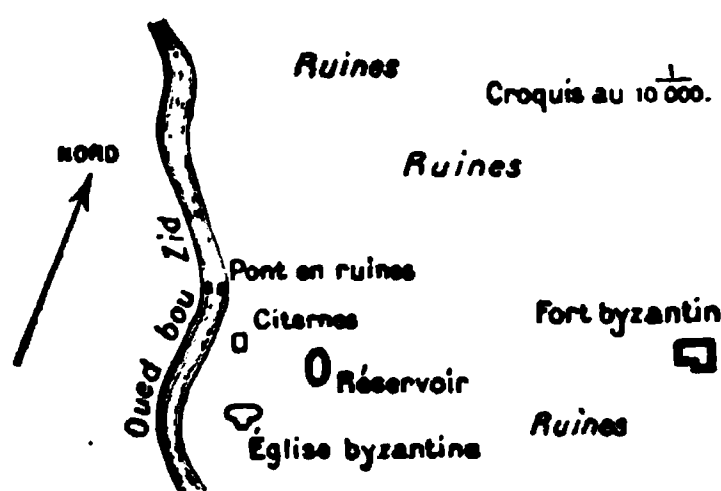 Ruines
Croquis au 1/10 000.
NORD
Ruines
Oued bou Zid
Pont en ruines
Citernes
Fort byzantin
Réservoir
Ruines
Église byzantine